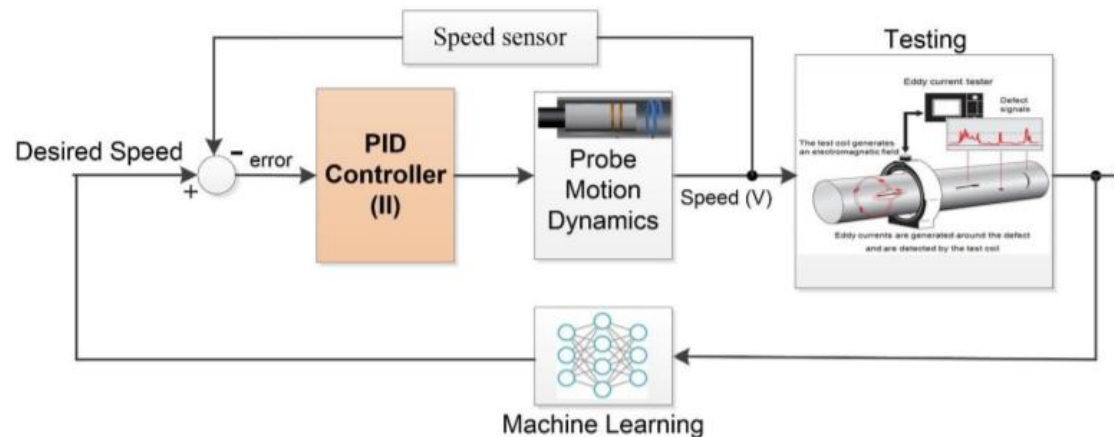 Speed sensor
Testing
Eddy current tester
Defect
signals
The test coil generates
an electromagnetic field
Desired Speed
−
error
+
PID
Controller
(II)
Probe
Motion
Dynamics
Speed (V)
Eddy currents are generated around the defect
and are detected by the test coil
Machine Learning